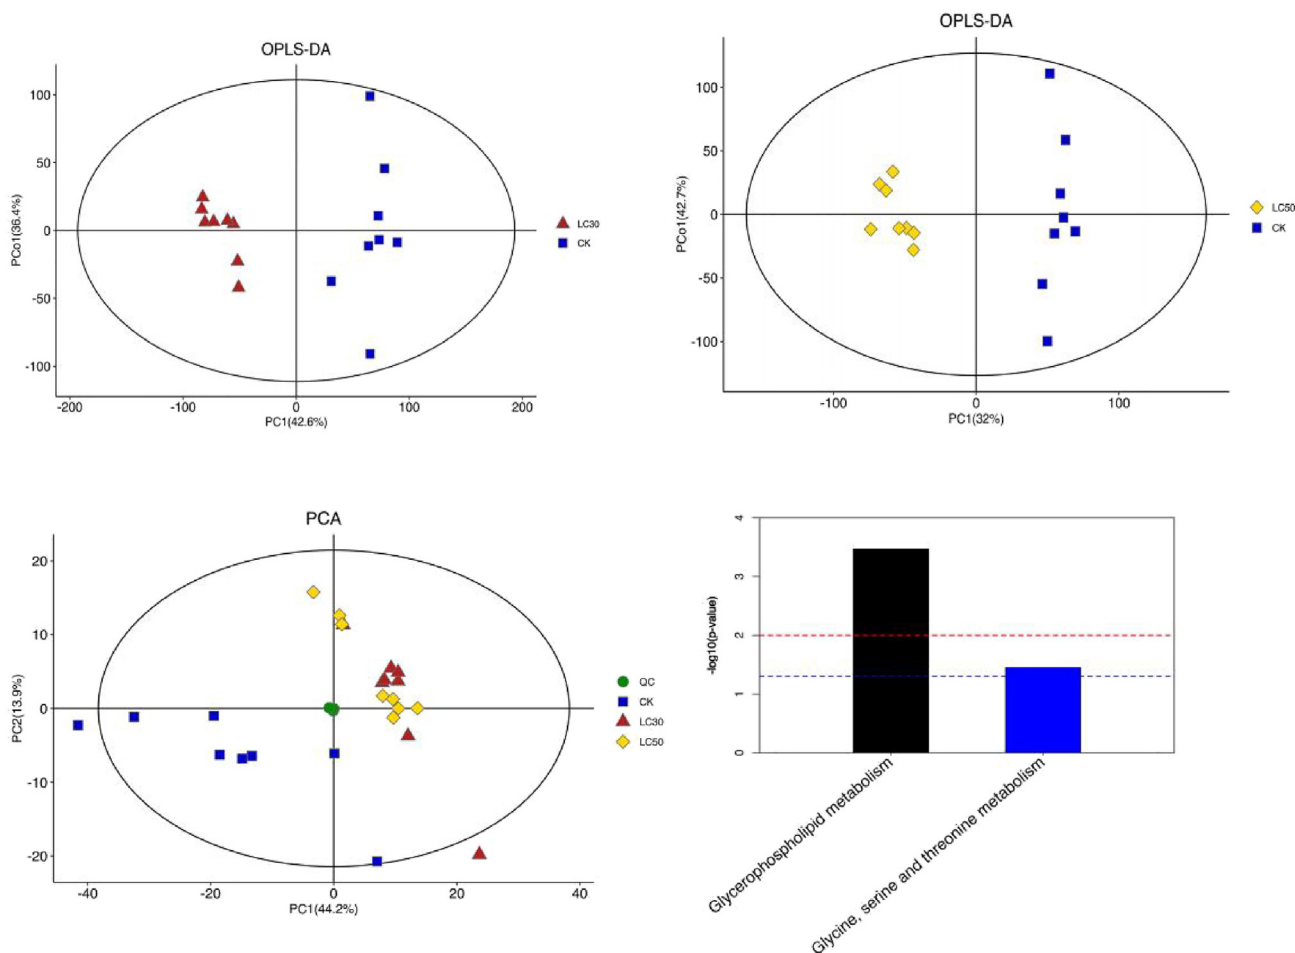 OPLS-DA
100
50
0
-50
-100
PCo1(36.4%)
-200
-100
0
100
200
PC1(42.6%)
LC30
CK
OPLS-DA
100
50
0
-50
-100
PCo1(42.7%)
-100
0
100
PC1(32%)
LC50
CK
PCA
20
10
0
-10
-20
PC2(13.9%)
-40
-20
0
20
40
PC1(44.2%)
QC
CK
LC30
LC50
4
3
2
1
0
-log10(p-value)
Glycerophospholipid metabolism
Glycine, serine and threonine metabolism